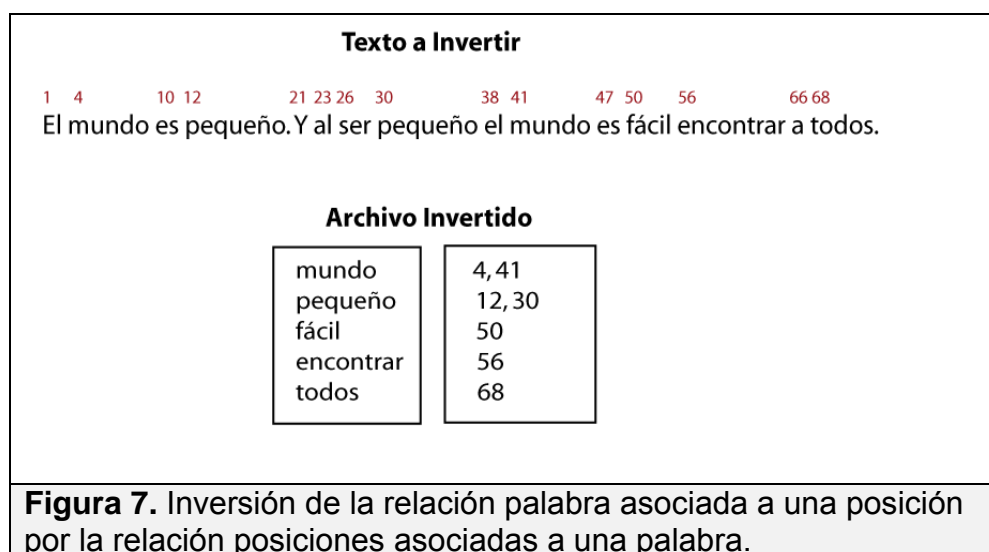 Texto a Invertir
1 4 10 12 21 23 26 30 38 41 47 50 56 66 68
El mundo es pequeño. Y al ser pequeño el mundo es fácil encontrar a todos.
Archivo Invertido
mundo 4, 41
pequeño 12, 30
fácil 50
encontrar 56
todos 68
Figura 7. Inversión de la relación palabra asociada a una posición
por la relación posiciones asociadas a una palabra.